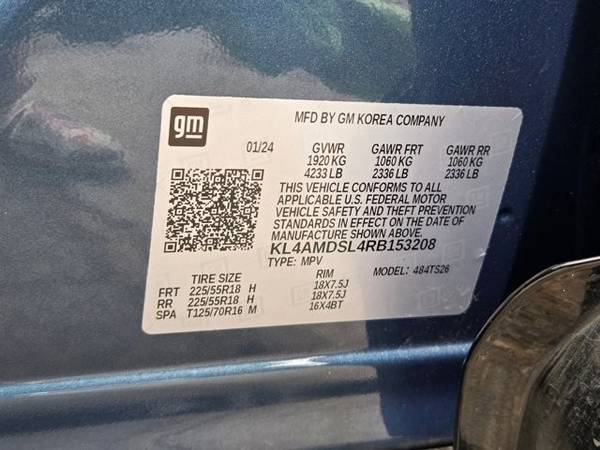 gm
MFD BY GM KOREA COMPANY
01/24 GVWR GAWR FRT GAWR RR
1920 KG 1060 KG 1060 KG
4233 LB 2336 LB 2336 LB
THIS VEHICLE CONFORMS TO ALL
APPLICABLE U.S. FEDERAL MOTOR
VEHICLE SAFETY AND THEFT PREVENTION
STANDARDS IN EFFECT ON THE DATE OF
MANUFACTURE SHOWN ABOVE.
KL4AMDSL4RB153208
TYPE: MPV MODEL: 484TS26
TIRE SIZE RIM
FRT 225/55R18 H 18X7.5J
RR 225/55R18 H 18X7.5J
SPA T125/70R16 M 16X4BT